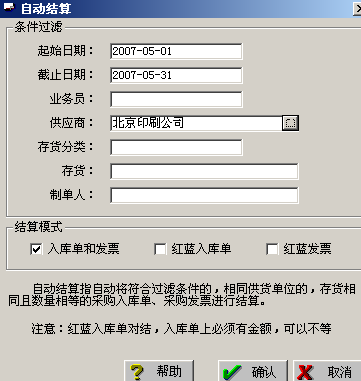 自动结算
条件过滤
起始日期： 2007-05-01
截止日期： 2007-05-31
业务员：
供应商： 北京印刷公司
存货分类：
存货：
制单人：
结算模式
入库单和发票 红蓝入库单 红蓝发票
自动结算指自动将符合过滤条件的，相同供货单位的，存货相
同且数量相等的采购入库单、采购发票进行结算。
注意：红蓝入库单对结，入库单上必须有金额，可以不等
? 帮助 确认 取消